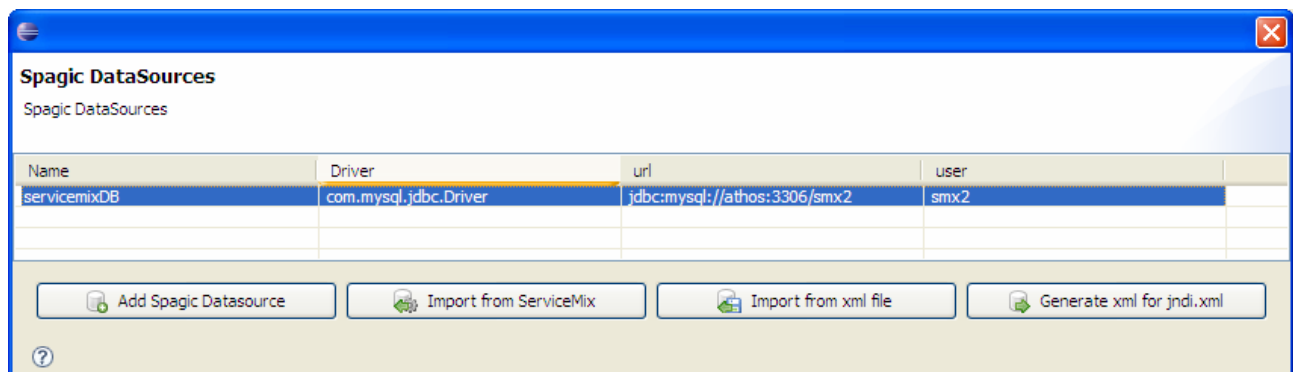 Spagic DataSources
Spagic DataSources
Name Driver url user
servicemixDB com.mysql.jdbc.Driver jdbc:mysql://athos:3306/smx2 smx2
Add Spagic Datasource Import from ServiceMix Import from xml file Generate xml for jndi.xml
?